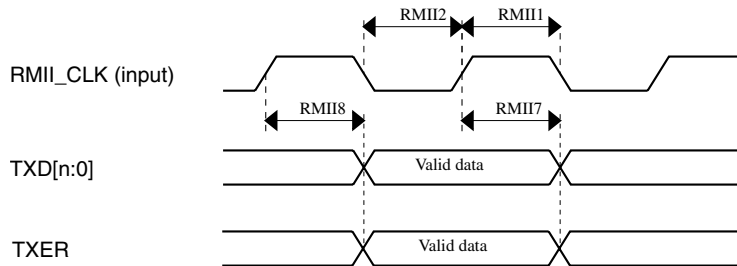 RMII2 RMII1
RMII_CLK (input)
RMII8 RMII7
TXD[n:0] Valid data
TXER Valid data